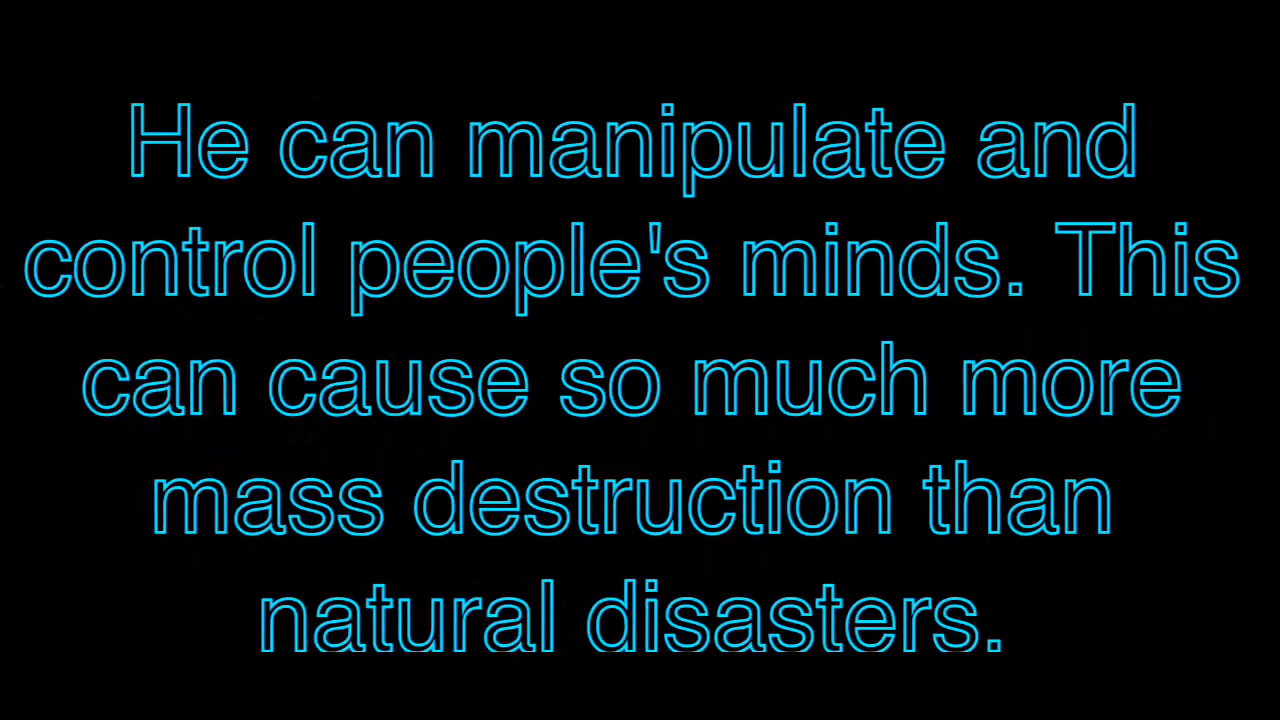 He can manipulate and
control people's minds. This
can cause so much more
mass destruction than
natural disasters.